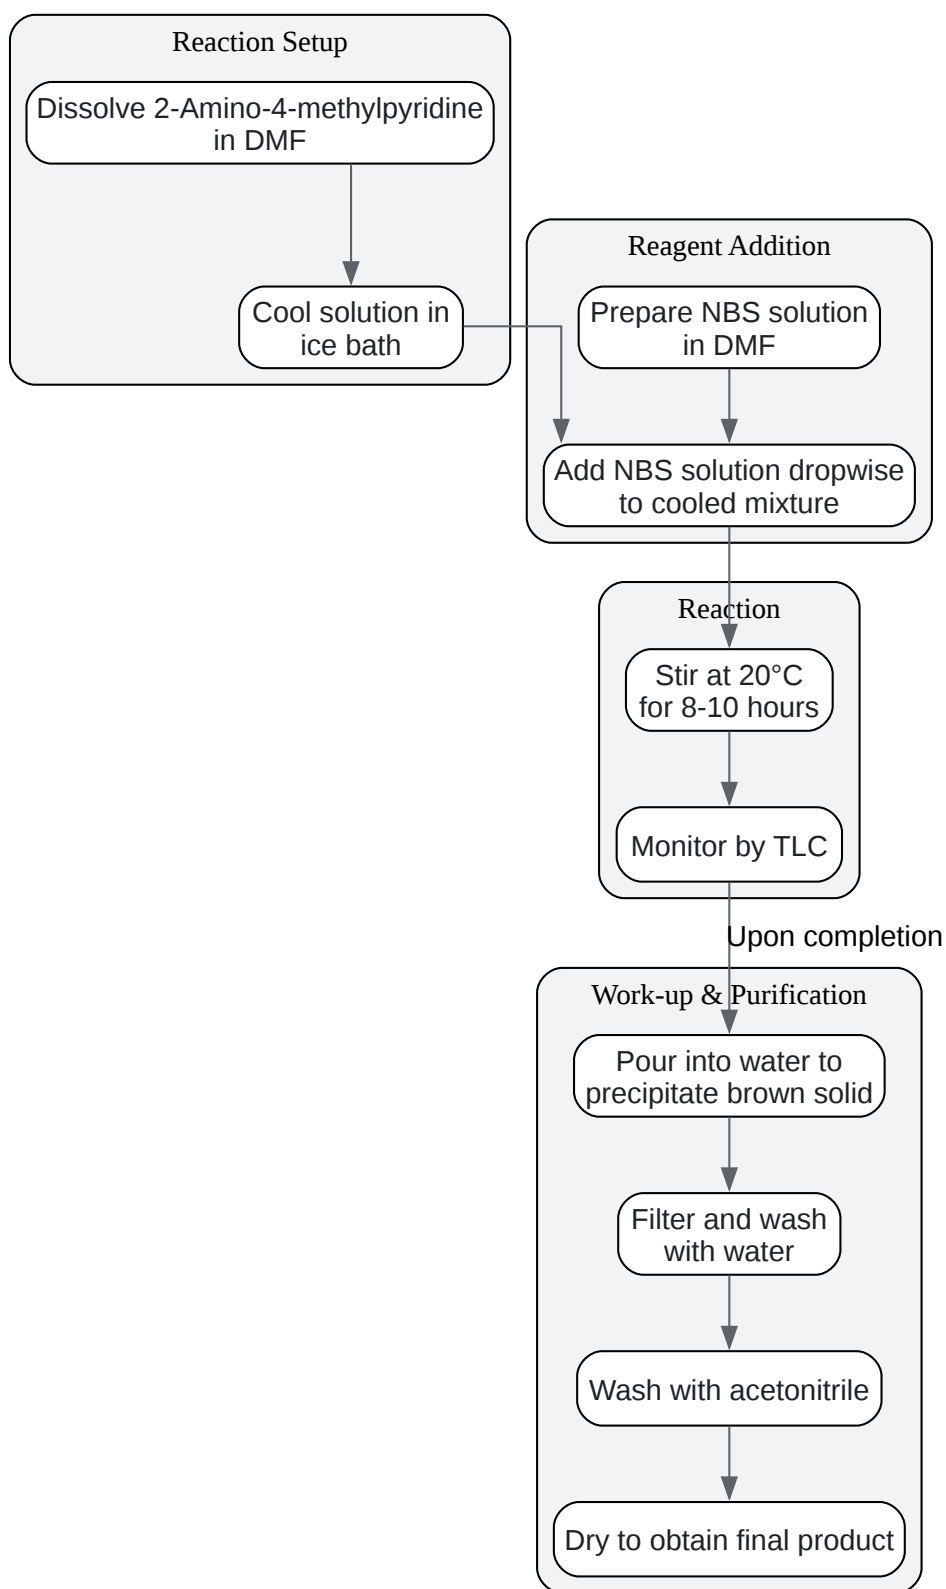 Reaction Setup
Dissolve 2-Amino-4-methylpyridine
in DMF
Cool solution in
ice bath
Reagent Addition
Prepare NBS solution
in DMF
Add NBS solution dropwise
to cooled mixture
Reaction
Stir at 20°C
for 8-10 hours
Monitor by TLC
Upon completion
Work-up & Purification
Pour into water to
precipitate brown solid
Filter and wash
with water
Wash with acetonitrile
Dry to obtain final product